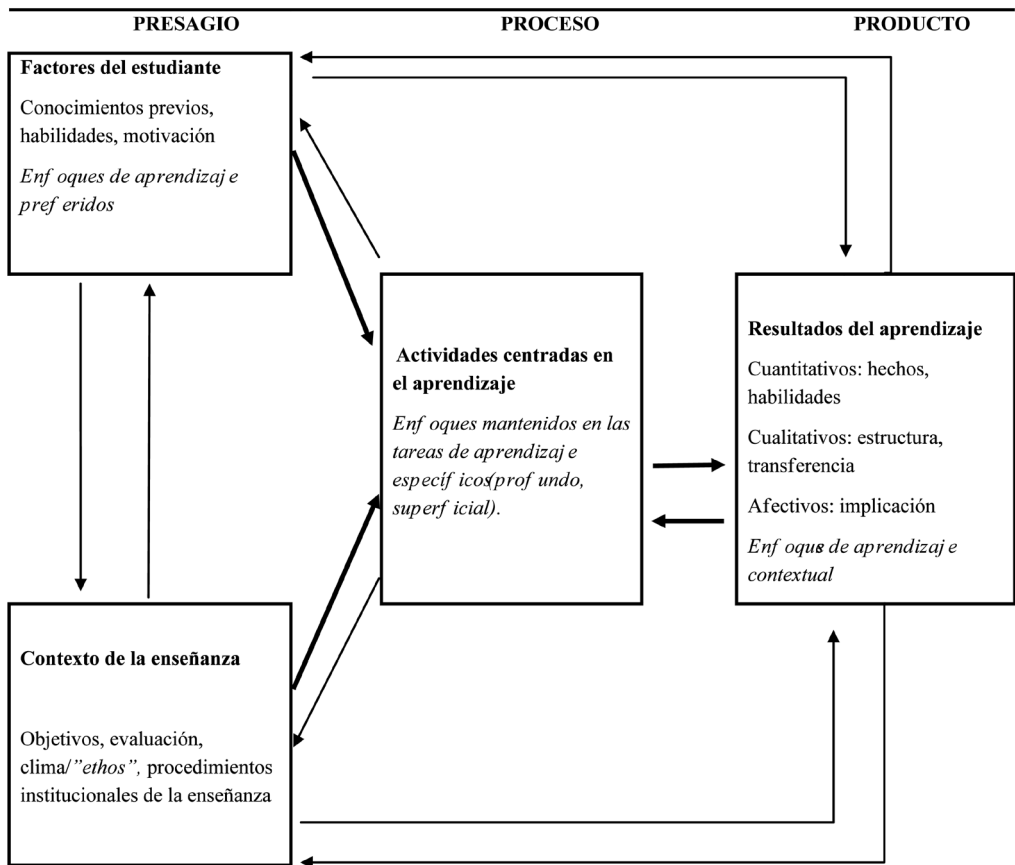 PRESAGIO PROCESO PRODUCTO
Factores del estudiante
Conocimientos previos,
habilidades, motivación
Enf oques de aprendizaj e
pref eridos
Actividades centradas en
el aprendizaje
Enf oques mantenidos en las
tareas de aprendizaj e
específ icos(prof undo,
superf icial).
Resultados del aprendizaje
Cuantitativos: hechos,
habilidades
Cualitativos: estructura,
transferencia
Afectivos: implicación
Enf oque de aprendizaj e
contextual
Contexto de la enseñanza
Objetivos, evaluación,
clima/”ethos”, procedimientos
institucionales de la enseñanza